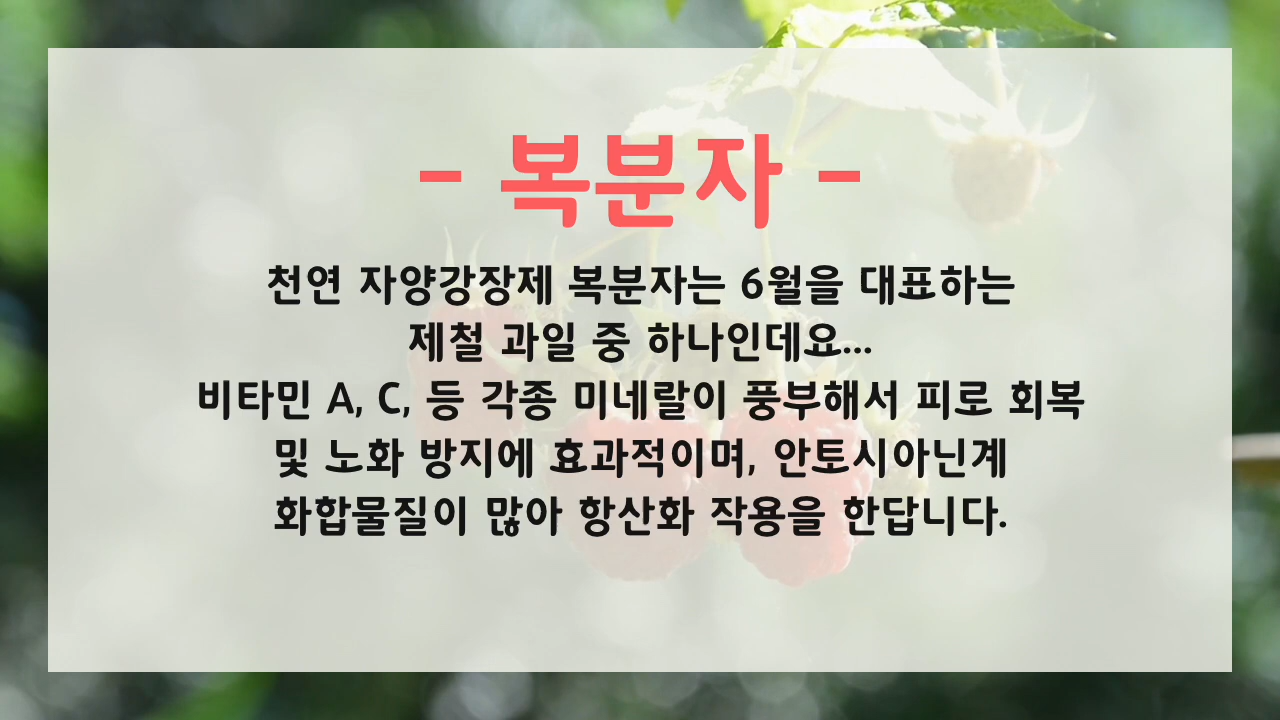 - 복분자 -
천연 자양강장제 복분자는 6월을 대표하는
제철 과일 중 하나인데요...
비타민 A, C, 등 각종 미네랄이 풍부해서 피로 회복
및 노화 방지에 효과적이며, 안토시아닌계
화합물질이 많아 항산화 작용을 한답니다.